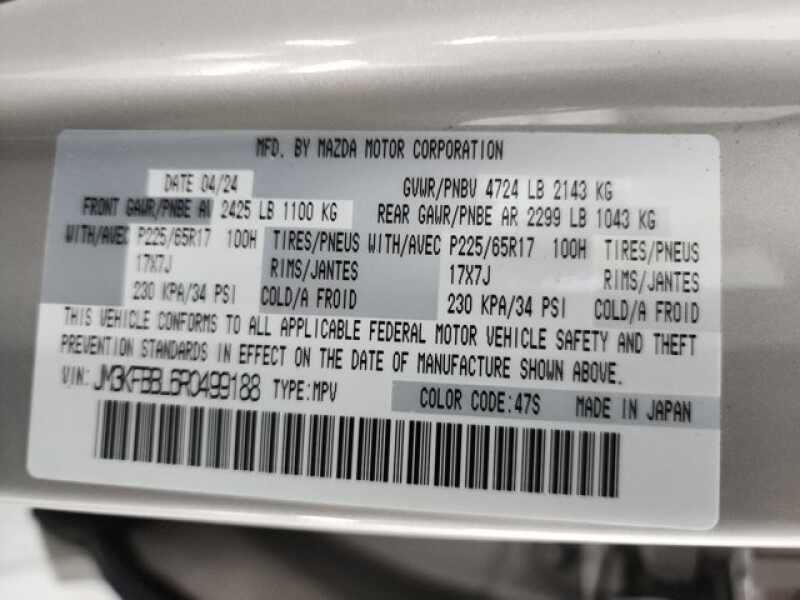 MFD. BY MAZDA MOTOR CORPORATION
DATE 04/24 GVWR/PNBV 4724 LB 2143 KG
FRONT GAWR/PNBE AV 2425 LB 1100 KG REAR GAWR/PNBE AR 2299 LB 1043 KG
WITH/AVEC P225/65R17 100H TIRES/PNEUS WITH/AVEC P225/65R17 100H TIRES/PNEUS
17X7J RIMS/JANTES 17X7J RIMS/JANTES
230 KPA/34 PSI COLD/A FROID 230 KPA/34 PSI COLD/A FROID
THIS VEHICLE CONFORMS TO ALL APPLICABLE FEDERAL MOTOR VEHICLE SAFETY AND THEFT
PREVENTION STANDARDS IN EFFECT ON THE DATE OF MANUFACTURE SHOWN ABOVE.
VIN: JM3KFBBL6R0499188 TYPE:MPV COLOR CODE:47S MADE IN JAPAN